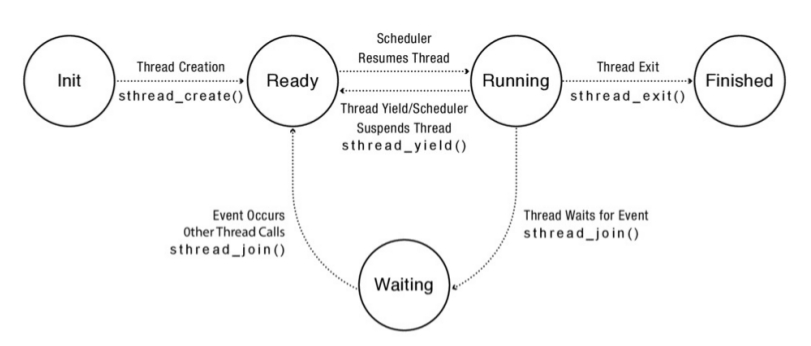 Init
Thread Creation
sthread_create()
Ready
Scheduler
Resumes Thread
Thread Yield/Scheduler
Suspends Thread
sthread_yield()
Running
Thread Exit
sthread_exit()
Finished
Event Occurs
Other Thread Calls
sthread_join()
Waiting
Thread Waits for Event
sthread_join()